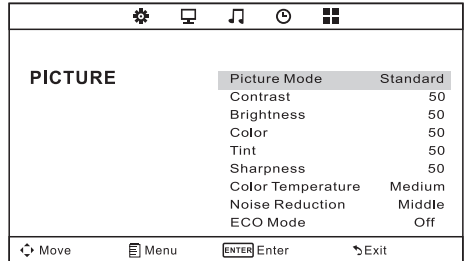 PICTURE
Picture Mode Standard
Contrast 50
Brightness 50
Color 50
Tint 50
Sharpness 50
Color Temperature Medium
Noise Reduction Middle
ECO Mode Off
Move Menu ENTER Enter Exit